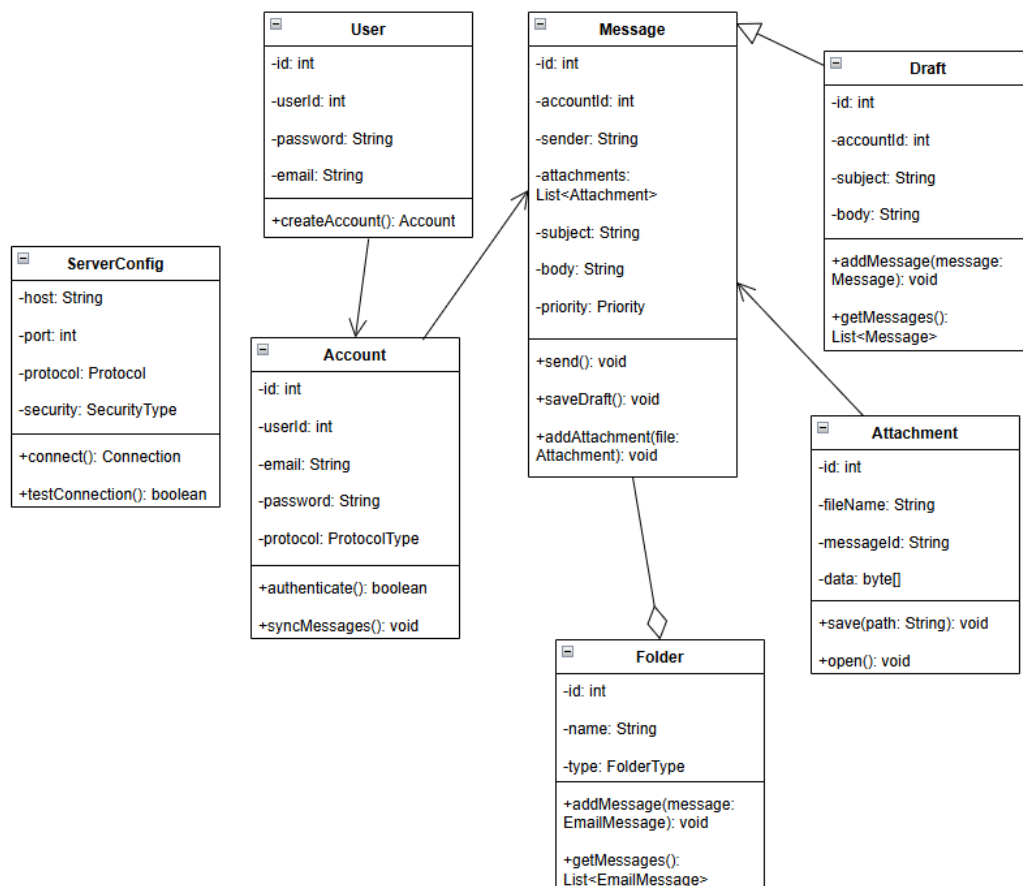 User
-id: int
-userId: int
-password: String
-email: String
+createAccount(): Account
Message
-id: int
-accountId: int
-sender: String
-attachments:
List<Attachment>
-subject: String
-body: String
-priority: Priority
+send(): void
+saveDraft(): void
+addAttachment(file:
Attachment): void
Draft
-id: int
-accountId: int
-subject: String
-body: String
+addMessage(message:
Message): void
+getMessages():
List<Message>
ServerConfig
-host: String
-port: int
-protocol: Protocol
-security: SecurityType
+connect(): Connection
+testConnection(): boolean
Account
-id: int
-userId: int
-email: String
-password: String
-protocol: ProtocolType
+authenticate(): boolean
+syncMessages(): void
Attachment
-id: int
-fileName: String
-messageId: String
-data: byte[]
+save(path: String): void
+open(): void
Folder
-id: int
-name: String
-type: FolderType
+addMessage(message:
EmailMessage): void
+getMessages():
List<EmailMessage>